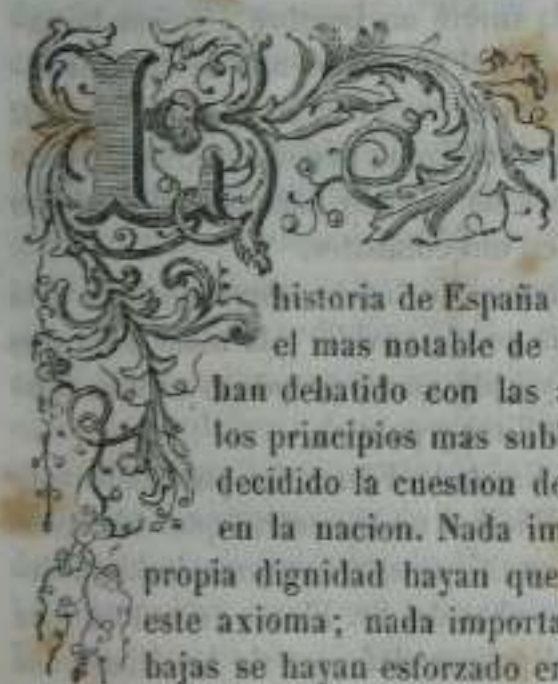 L
historia de España
el mas notable de
han debatido con las
los principios mas sub
decidido la cuestion de
en la nacion. Nada im
propia dignidad hayan que
este axioma; nada importa
bajas se hayan esforzado e